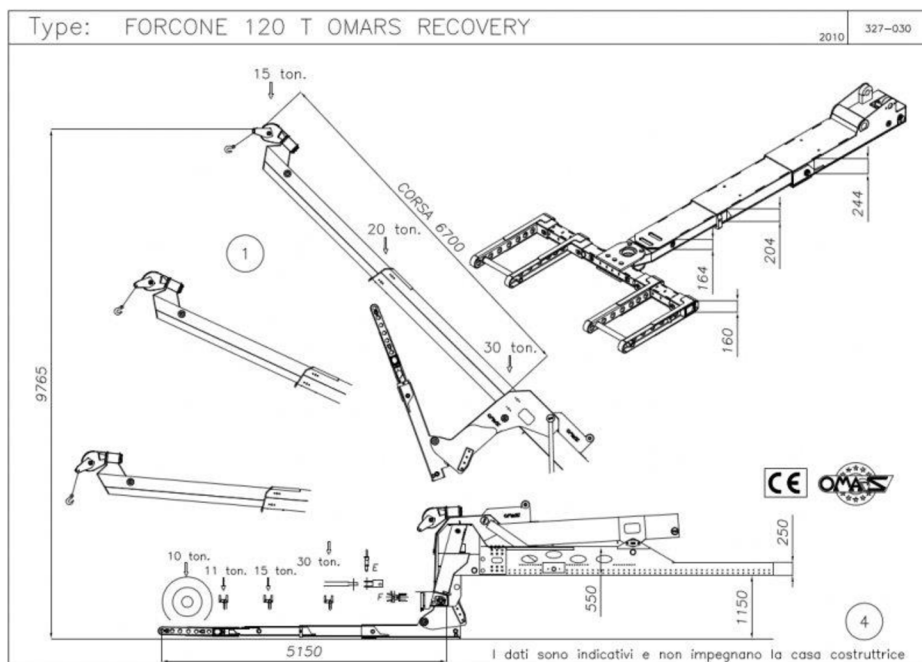 Type: FORCONE 120 T OMARS RECOVERY
2010
327-030
15 ton.
CORSA 6700
20 ton.
30 ton.
1
9765
244
204
164
160
CE
OMARS
10 ton.
11 ton.
15 ton.
30 ton.
E
F
250
550
1150
5150
4
I dati sono indicativi e non impegnano la casa costruttrice